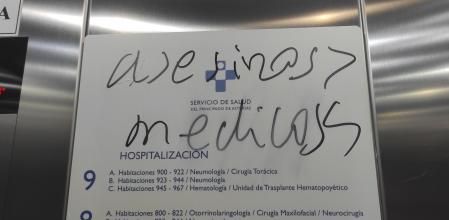 A
asesinos
SERVICIO DE SALUD
DEL PRINCIPADO DE ASTURIAS
medicos
HOSPITALIZACIÓN
9
A. Habitaciones 900 - 922 / Neumología / Cirugía Torácica
B. Habitaciones 923 - 944 / Neumología
C. Habitaciones 945 - 967 / Hematología / Unidad de Trasplante Hematopoyético
A. Habitaciones 800 - 822 / Otorrinolaringología / Cirugía Maxilofacial / Neurocirugía